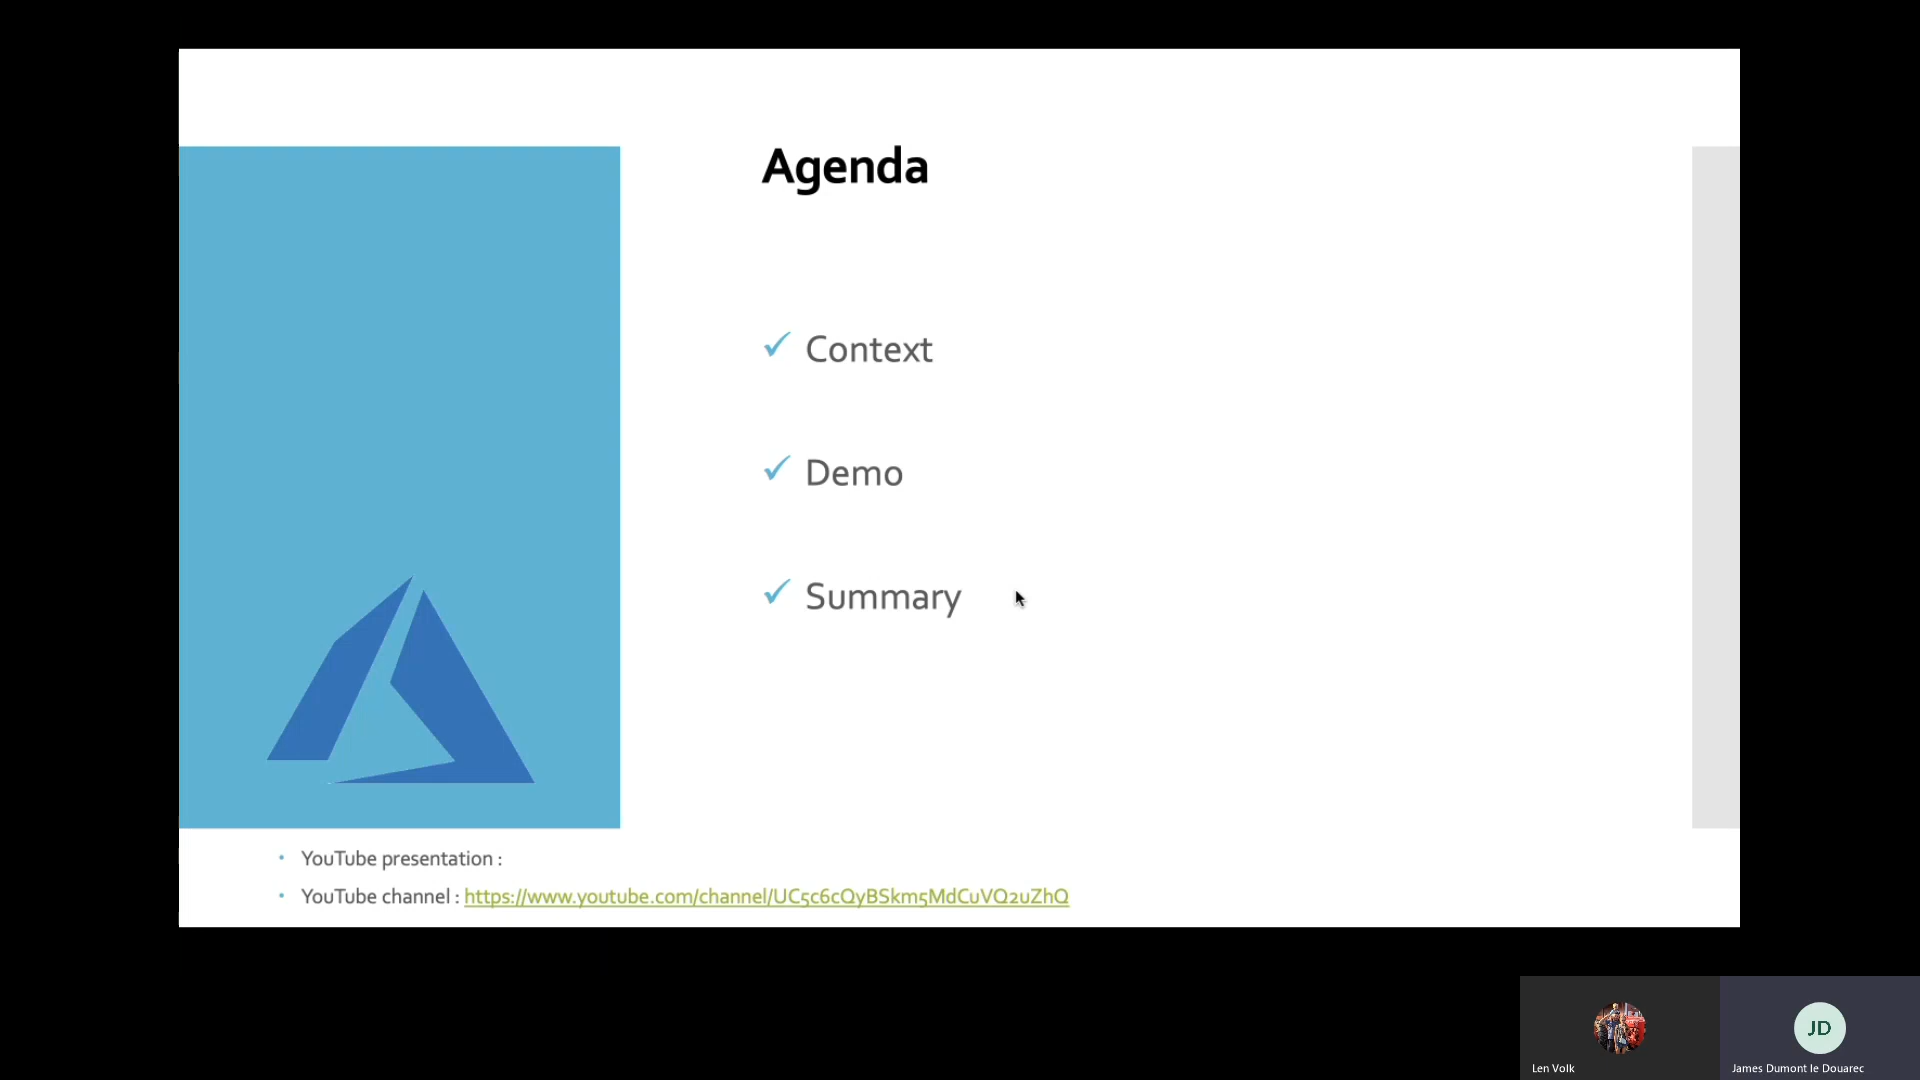 Agenda
Context
Demo
Summary
YouTube presentation :
YouTube channel : https://www.youtube.com/channel/UC5c6cQyBSkm5MdCuVQ2uZhQ
JD
Len Volk
James Dumont le Douarec